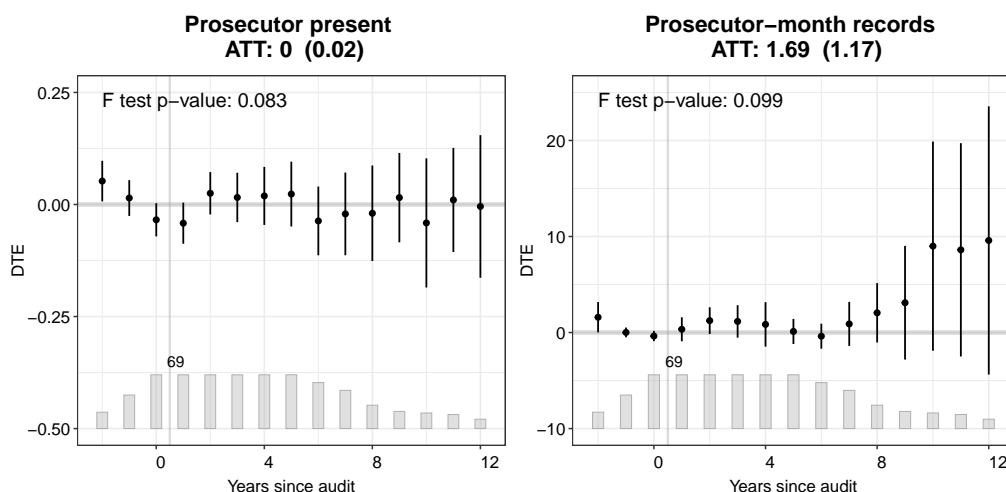 Prosecutor present
ATT: 0 (0.02)
F test p−value: 0.083
0.25
0.00
−0.25
−0.50
DTE
69
0
4
8
12
Years since audit
Prosecutor−month records
ATT: 1.69 (1.17)
F test p−value: 0.099
20
10
0
−10
DTE
69
0
4
8
12
Years since audit